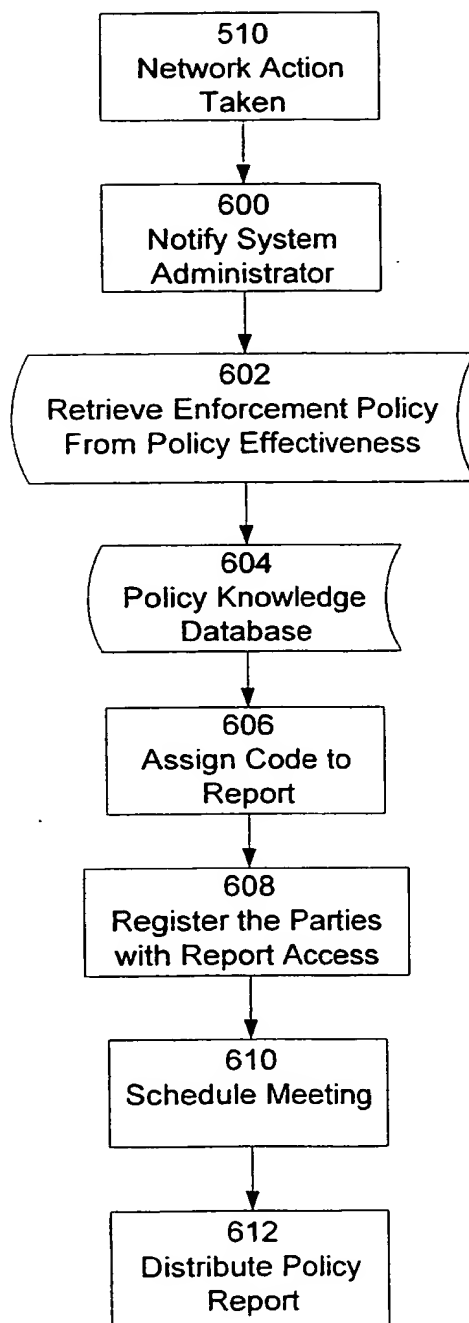 510
Network Action
Taken
600
Notify System
Administrator
602
Retrieve Enforcement Policy
From Policy Effectiveness
604
Policy Knowledge
Database
606
Assign Code to
Report
608
Register the Parties
with Report Access
610
Schedule Meeting
612
Distribute Policy
Report